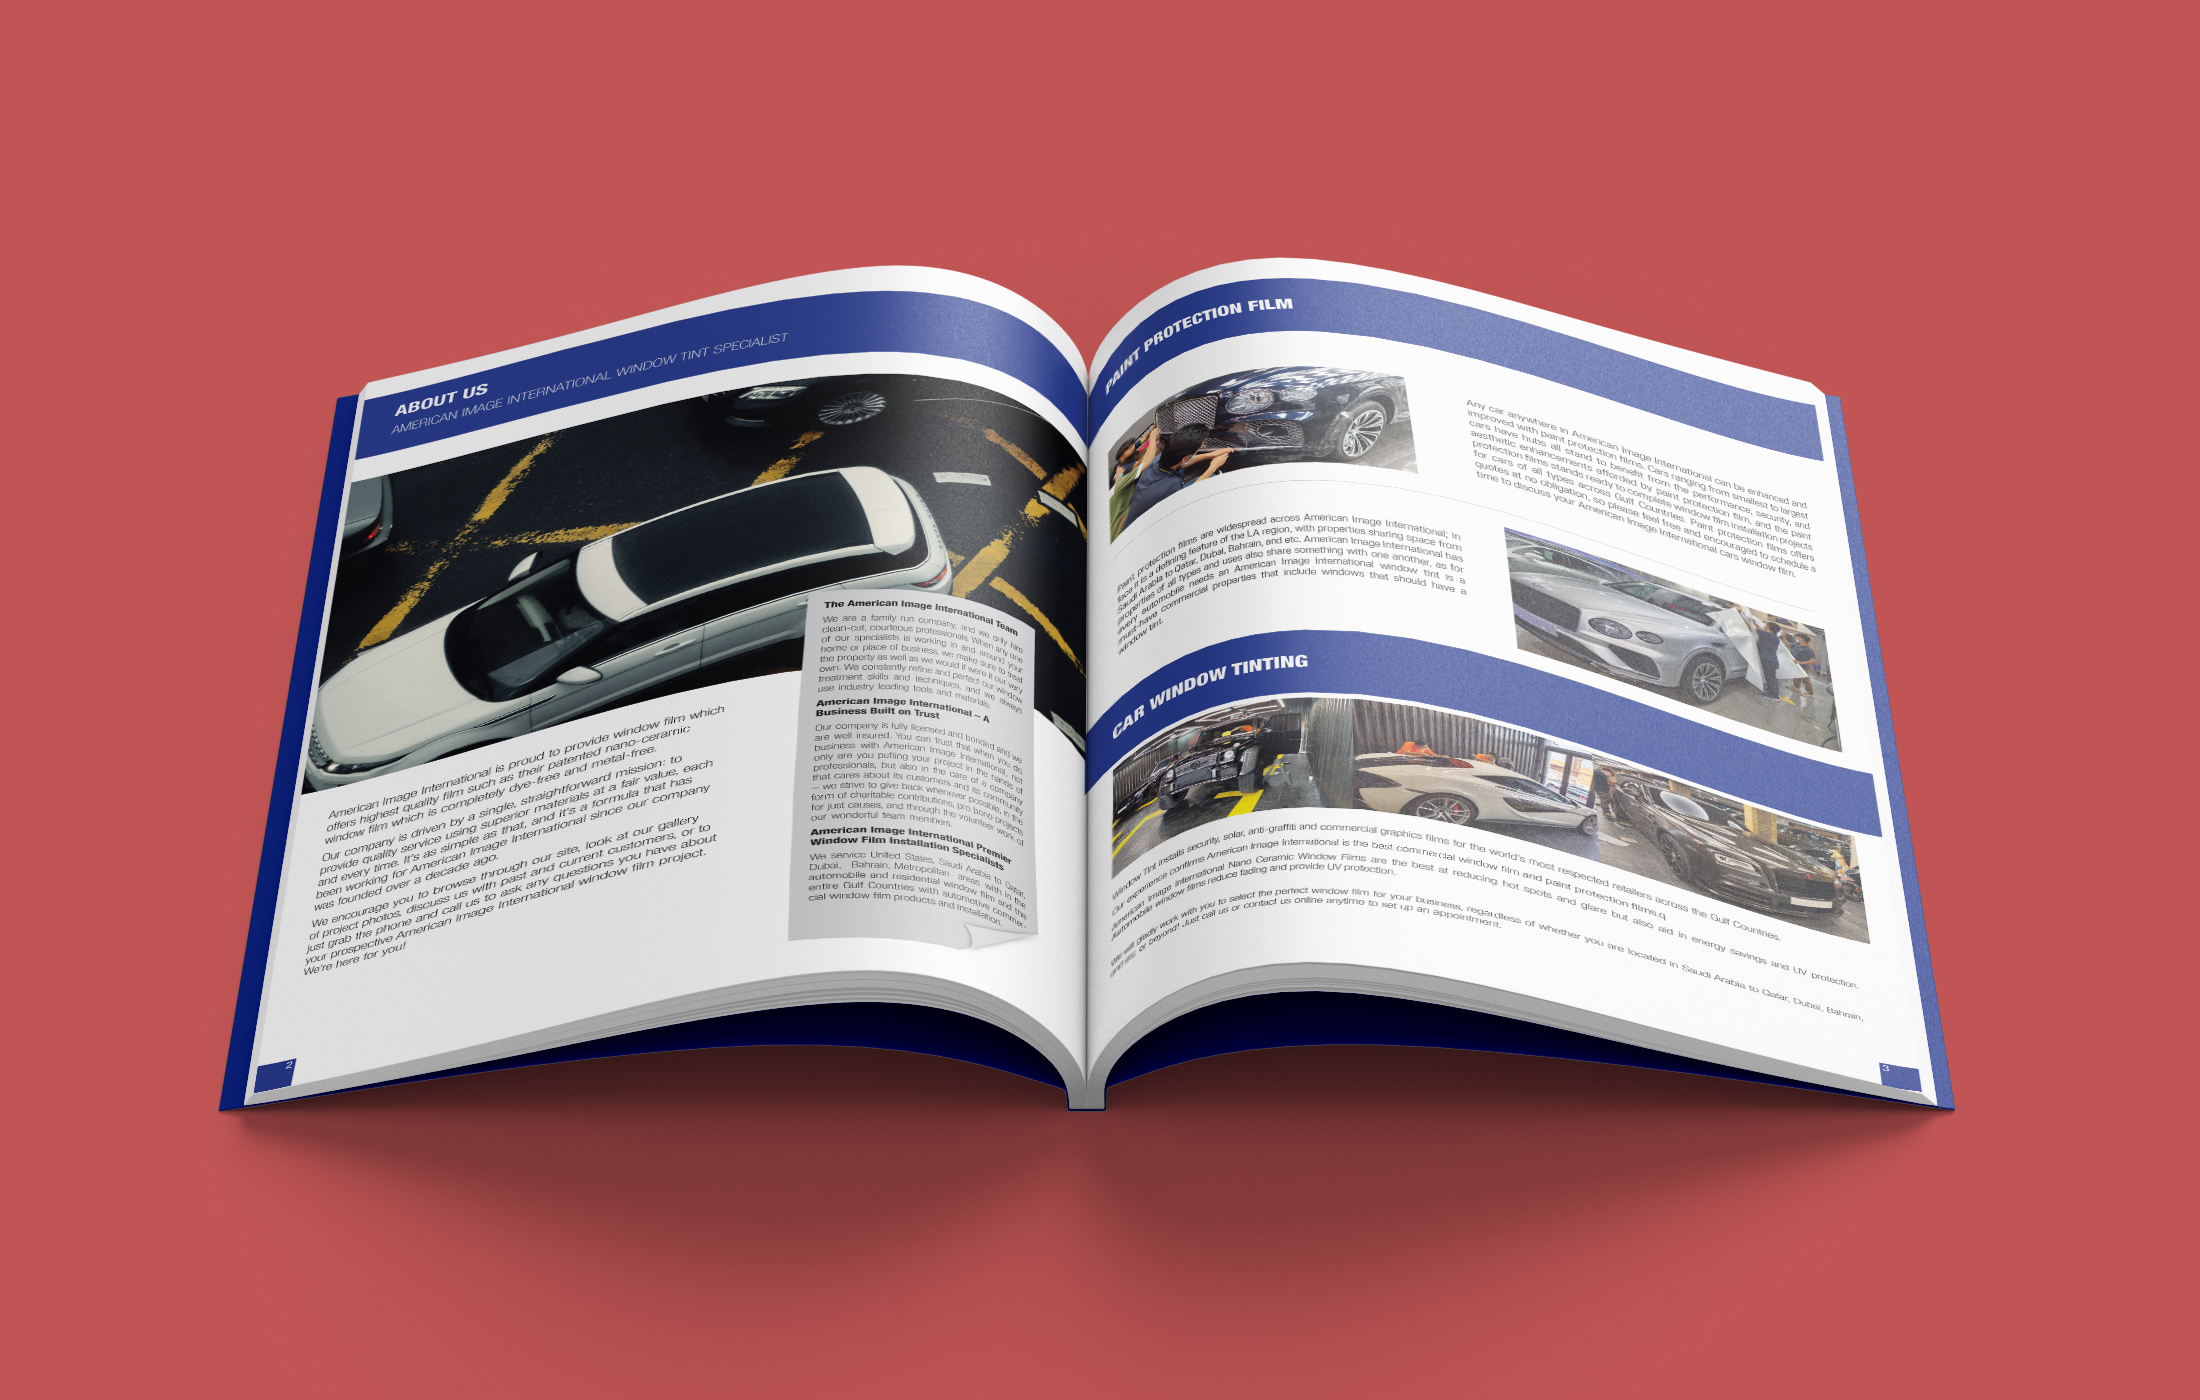 ABOUT US
AMERICAN IMAGE INTERNATIONAL WINDOW TINT SPECIALIST
American Image International is proud to provide window film which
offers highest quality film such as their patented nano-ceramic
window film which is completely dye-free and metal-free.
Our company is driven by a single, straightforward mission: to
provide quality service using superior materials at a fair value, each
and every time. It's as simple as that, and it's a formula that has
been working for American Image International since our company
was founded over a decade ago.
We encourage you to browse through our site, look at our gallery
of project photos, discuss us with past and current customers, or to
just grab the phone and call us to ask any questions you have about
your prospective American Image International window film project.
We're here for you!
The American Image International Team
We are a family run company, and we only hire
clean-cut, courtious professionals. When any one
of our specialists is working in and around your
home or place of business, we make sure to treat
the property as well as we would if it were our very
own. We constantly refine and perfect our window
treatment skills and techniques, and we always
use industry leading tools and materials.
American Image International – A
Business Built on Trust
Our company is fully licensed and bonded and we
are well insured. You can trust that when you do
business with American Image International, not
only are you putting your project in the hands of
professionals, but also in the care of a company
that cares about its customers and its community
– we strive to give back whenever possible, in the
form of charitable contributions, pro bono projects
for just causes, and through the volunteer work of
our wonderful team members.
American Image International Premier
Window Film Installation Specialists
We service United States, Saudi Arabia to Qatar,
Dubai, Bahrain, Metropolitan areas with
automobile and residential window film and the
entire Gulf Countries with automotive commer-
cial window film products and installation.
2
PAINT PROTECTION FILM
Any car anywhere in American Image International can be enhanced and
improved with paint protection films. Cars ranging from smallest to largest
cars have hubs all stand to benefit from the performance, security, and
aesthetic enhancements afforded by paint protection film, and the paint
protection films stands ready to complete window film installation projects
for cars of all types across Gulf Countries. Paint protection films offers
quotes at no obligation, so please feel free and encouraged to schedule a
time to discuss your American Image International cars window film.
Paint protection films are widespread across American Image International; in
face it is a defining feature of the LA region, with properties sharing space from
Saudi Arabia to Qatar, Dubai, Bahrain, and etc. American Image International has
properties of all types and uses also share something with one another, as for
every automobile needs an American Image International window tint is a
must-have commercial properties that include windows that should have a
window tint.
CAR WINDOW TINTING
Window Tint installs security, solar, anti-graffiti and commercial graphics films for the world's most respected retailers across the Gulf Countries.
Our experience confinfilms American Image International is the best commercial window film and paint protection films.q
American Image International Nano Ceramic Window Films are the best at reducing hot spots and glare but also aid in energy savings and UV protection.
Automobile window films reduce fading and provide UV protection.
We will gladly work with you to select the perfect window film for your business, regardless of whether you are located in Saudi Arabia to Qatar, Dubai, Bahrain,
and etc. or beyond! Just call us or contact us online anytime to set up an appointment.
3